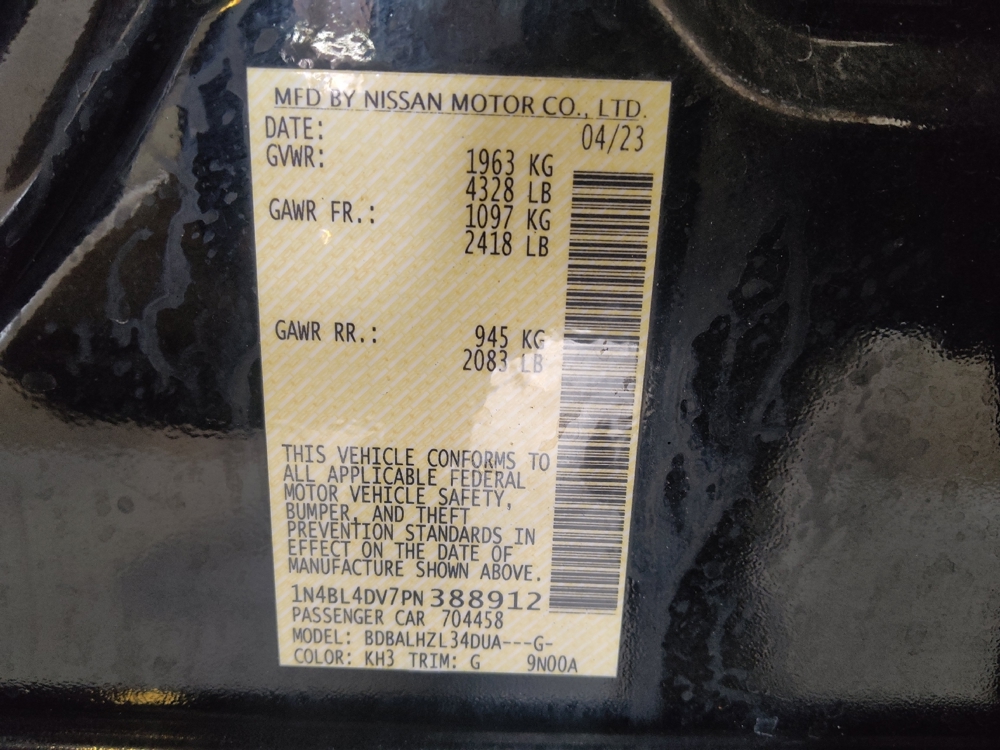 MFD BY NISSAN MOTOR CO., LTD.
DATE: 04/23
GVWR: 1963 KG
4328 LB
GAWR FR.: 1097 KG
2418 LB
GAWR RR.: 945 KG
2083 LB
THIS VEHICLE CONFORMS TO
ALL APPLICABLE FEDERAL
MOTOR VEHICLE SAFETY,
BUMPER, AND THEFT
PREVENTION STANDARDS IN
EFFECT ON THE DATE OF
MANUFACTURE SHOWN ABOVE.
1N4BL4DV7PN388912
PASSENGER CAR 704458
MODEL: BDBALHZL34DUA---G-
COLOR: KH3 TRIM: G 9N00A